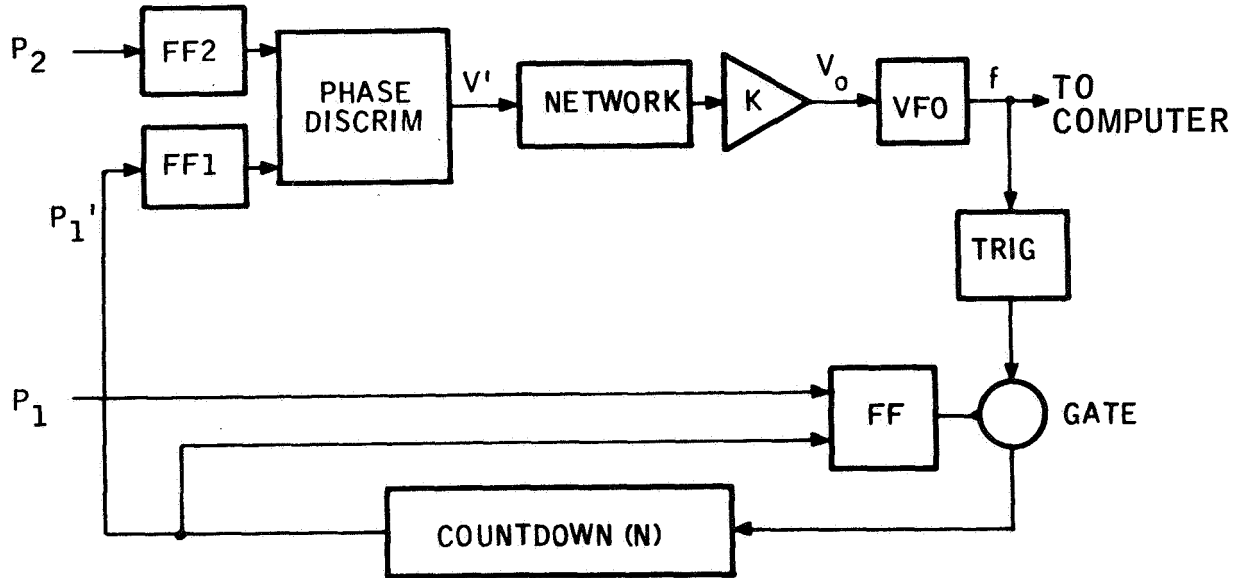 P2
FF2
PHASE
DISCRIM
V'
NETWORK
K
Vo
VFO
f
TO
COMPUTER
FF1
P1'
TRIG
P1
FF
GATE
COUNTDOWN (N)